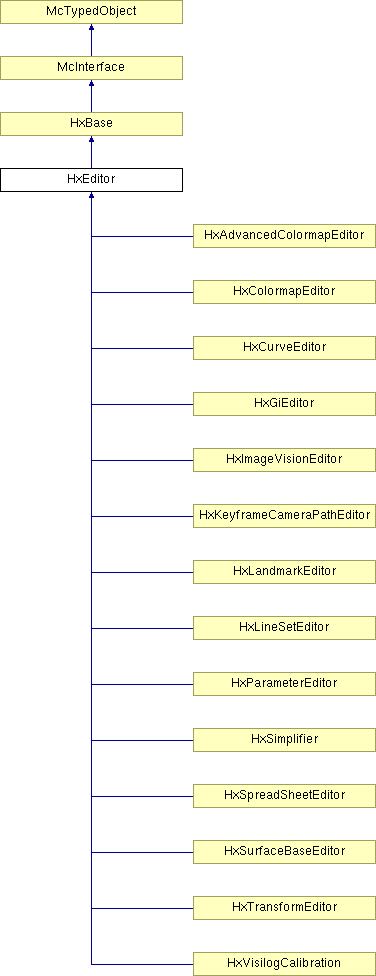 McTypedObject
McInterface
HxBase
HxEditor
HxAdvancedColormapEditor
HxColormapEditor
HxCurveEditor
HxGiEditor
HxImageVisionEditor
HxKeyframeCameraPathEditor
HxLandmarkEditor
HxLineSetEditor
HxParameterEditor
HxSimplifier
HxSpreadSheetEditor
HxSurfaceBaseEditor
HxTransformEditor
HxVisilogCalibration